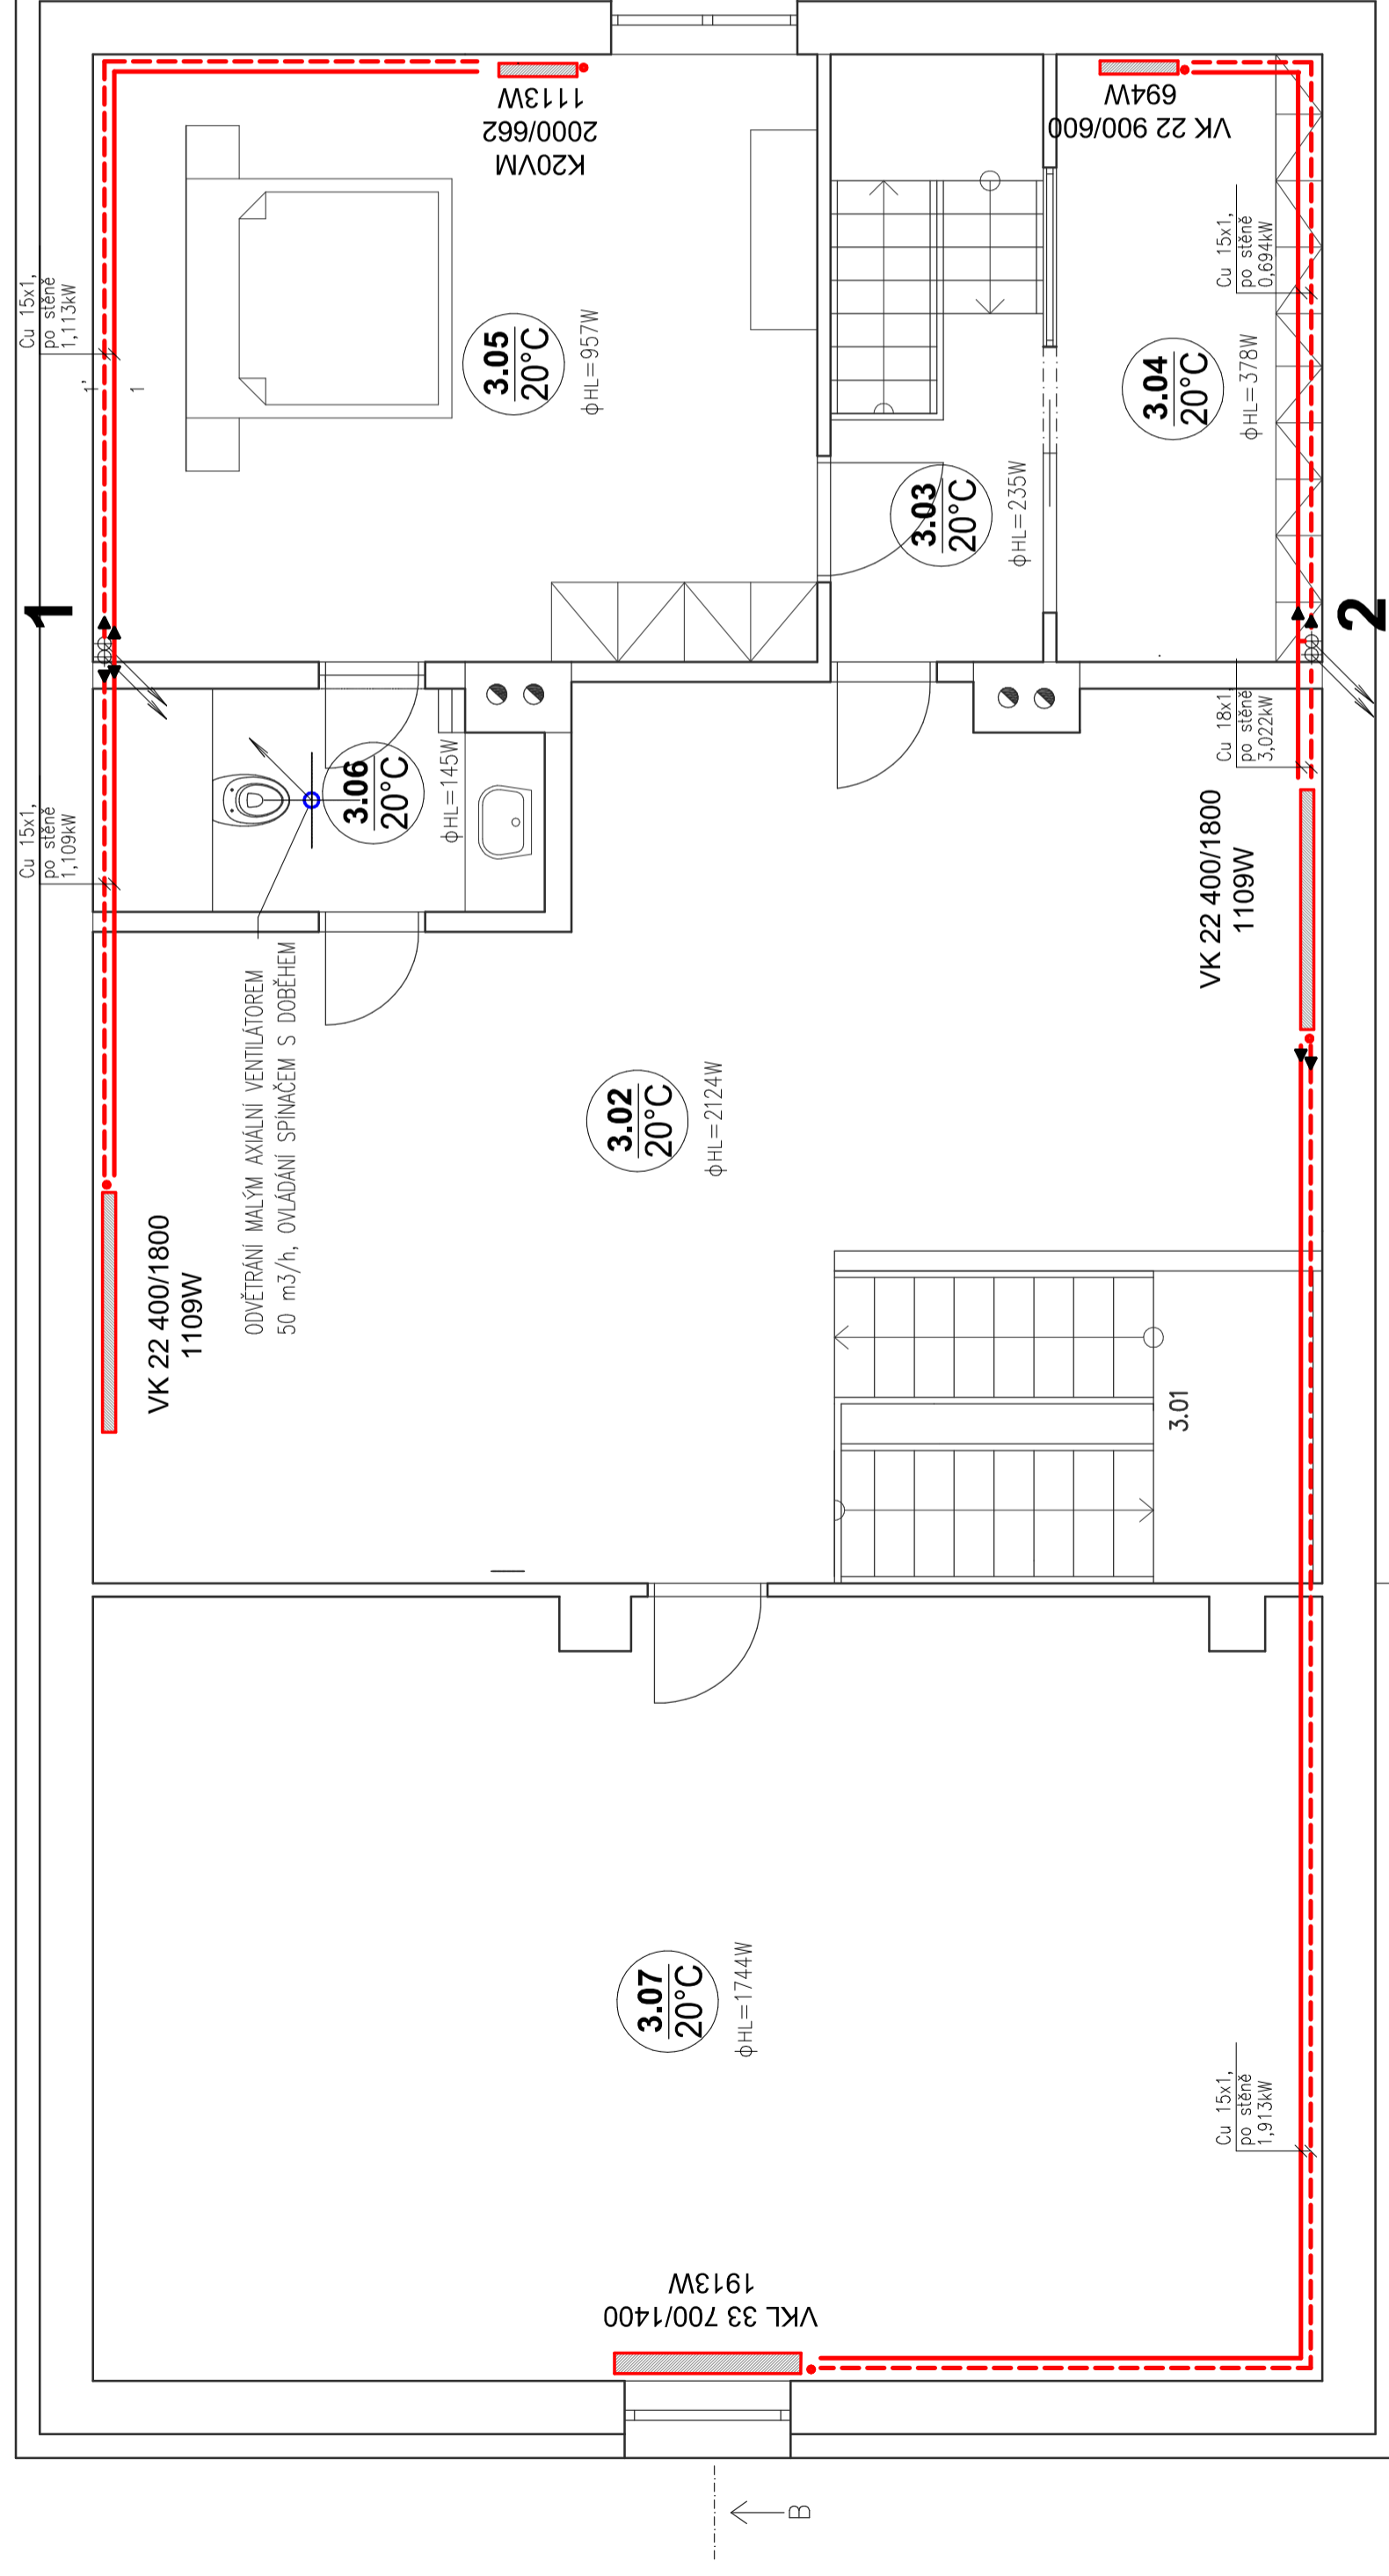 1
2
Cu 15x1,
po stěně
1,113kW
1'
1
K20VM
2000/662
1113W
VK 22 900/600
694W
3.05
20°C
ϕHL=957W
Cu 15x1,
po stěně
0,694kW
3.04
20°C
ϕHL=378W
3.03
20°C
ϕHL=235W
Cu 15x1,
po stěně
1,109kW
3.06
20°C
ϕHL=145W
Cu 18x1,
po stěně
3,022kW
VK 22 400/1800
1109W
ODVĚTRÁNÍ MALÝM AXIÁLNÍ VENTILÁTOREM
50 m3/h, OVLÁDÁNÍ SPÍNAČEM S DOBĚHEM
VK 22 400/1800
1109W
3.02
20°C
ϕHL=2124W
3.01
3.07
20°C
ϕHL=1744W
Cu 15x1,
po stěně
1,913kW
VKL 33 700/1400
1913W
B